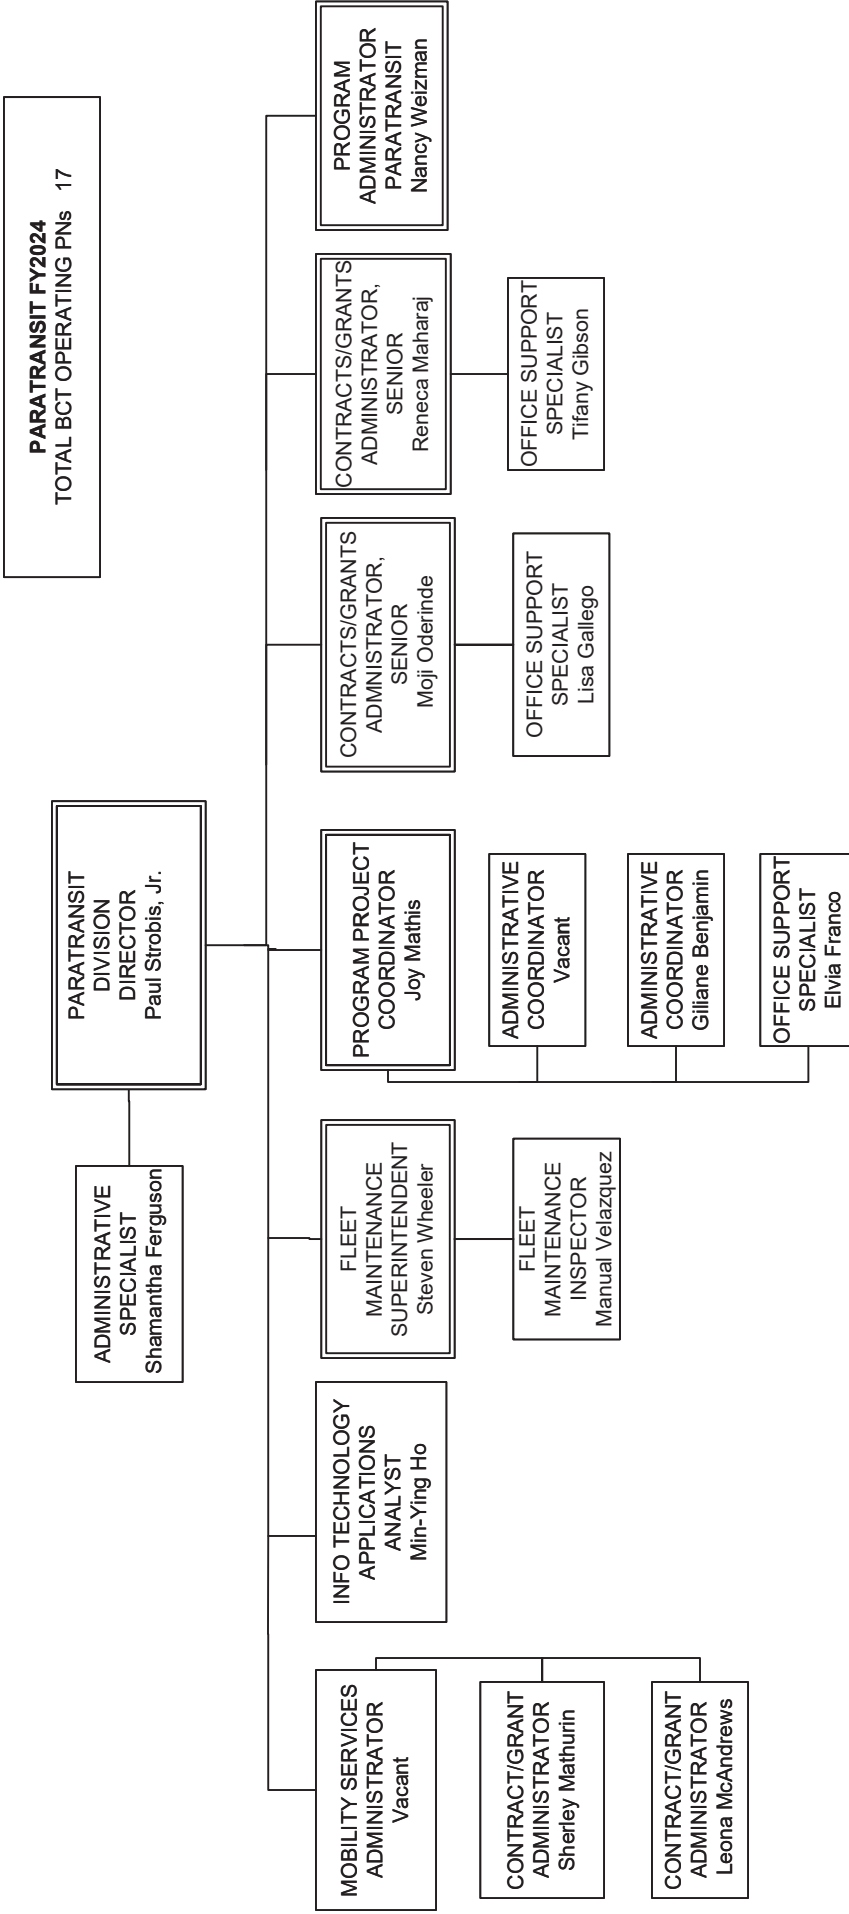 PARATRANSIT FY2024
TOTAL BCT OPERATING PNs 17
PARATRANSIT
DIVISION
DIRECTOR
Paul Strobis, Jr.
ADMINISTRATIVE
SPECIALIST
Shamantha Ferguson
MOBILITY SERVICES
ADMINISTRATOR
Vacant
CONTRACT/GRANT
ADMINISTRATOR
Sherley Mathurin
CONTRACT/GRANT
ADMINISTRATOR
Leona McAndrews
INFO TECHNOLOGY
APPLICATIONS
ANALYST
Min-Ying Ho
FLEET
MAINTENANCE
SUPERINTENDENT
Steven Wheeler
FLEET
MAINTENANCE
INSPECTOR
Manual Velazquez
PROGRAM PROJECT
COORDINATOR
Joy Mathis
ADMINISTRATIVE
COORDINATOR
Vacant
ADMINISTRATIVE
COORDINATOR
Giliane Benjamin
OFFICE SUPPORT
SPECIALIST
Elvia Franco
CONTRACTS/GRANTS
ADMNISTRATOR,
SENIOR
Moji Oderinde
OFFICE SUPPORT
SPECIALIST
Lisa Gallego
CONTRACTS/GRANTS
ADMINISTRATOR,
SENIOR
Reneca Maharaj
OFFICE SUPPORT
SPECIALIST
Tifany Gibson
PROGRAM
ADMINISTRATOR
PARATRANSIT
Nancy Weizman